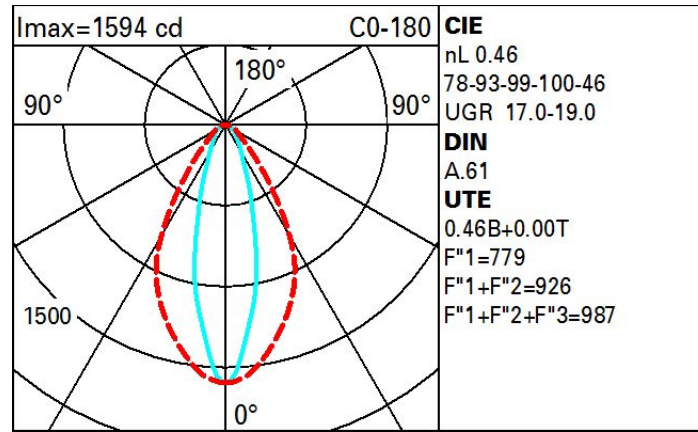 Imax=1594 cd C0-180
180°
90° 90°
1500
0°
CIE
nL 0.46
78-93-99-100-46
UGR 17.0-19.0
DIN
A.61
UTE
0.46B+0.00T
F"1=779
F"1+F"2=926
F"1+F"2+F"3=987